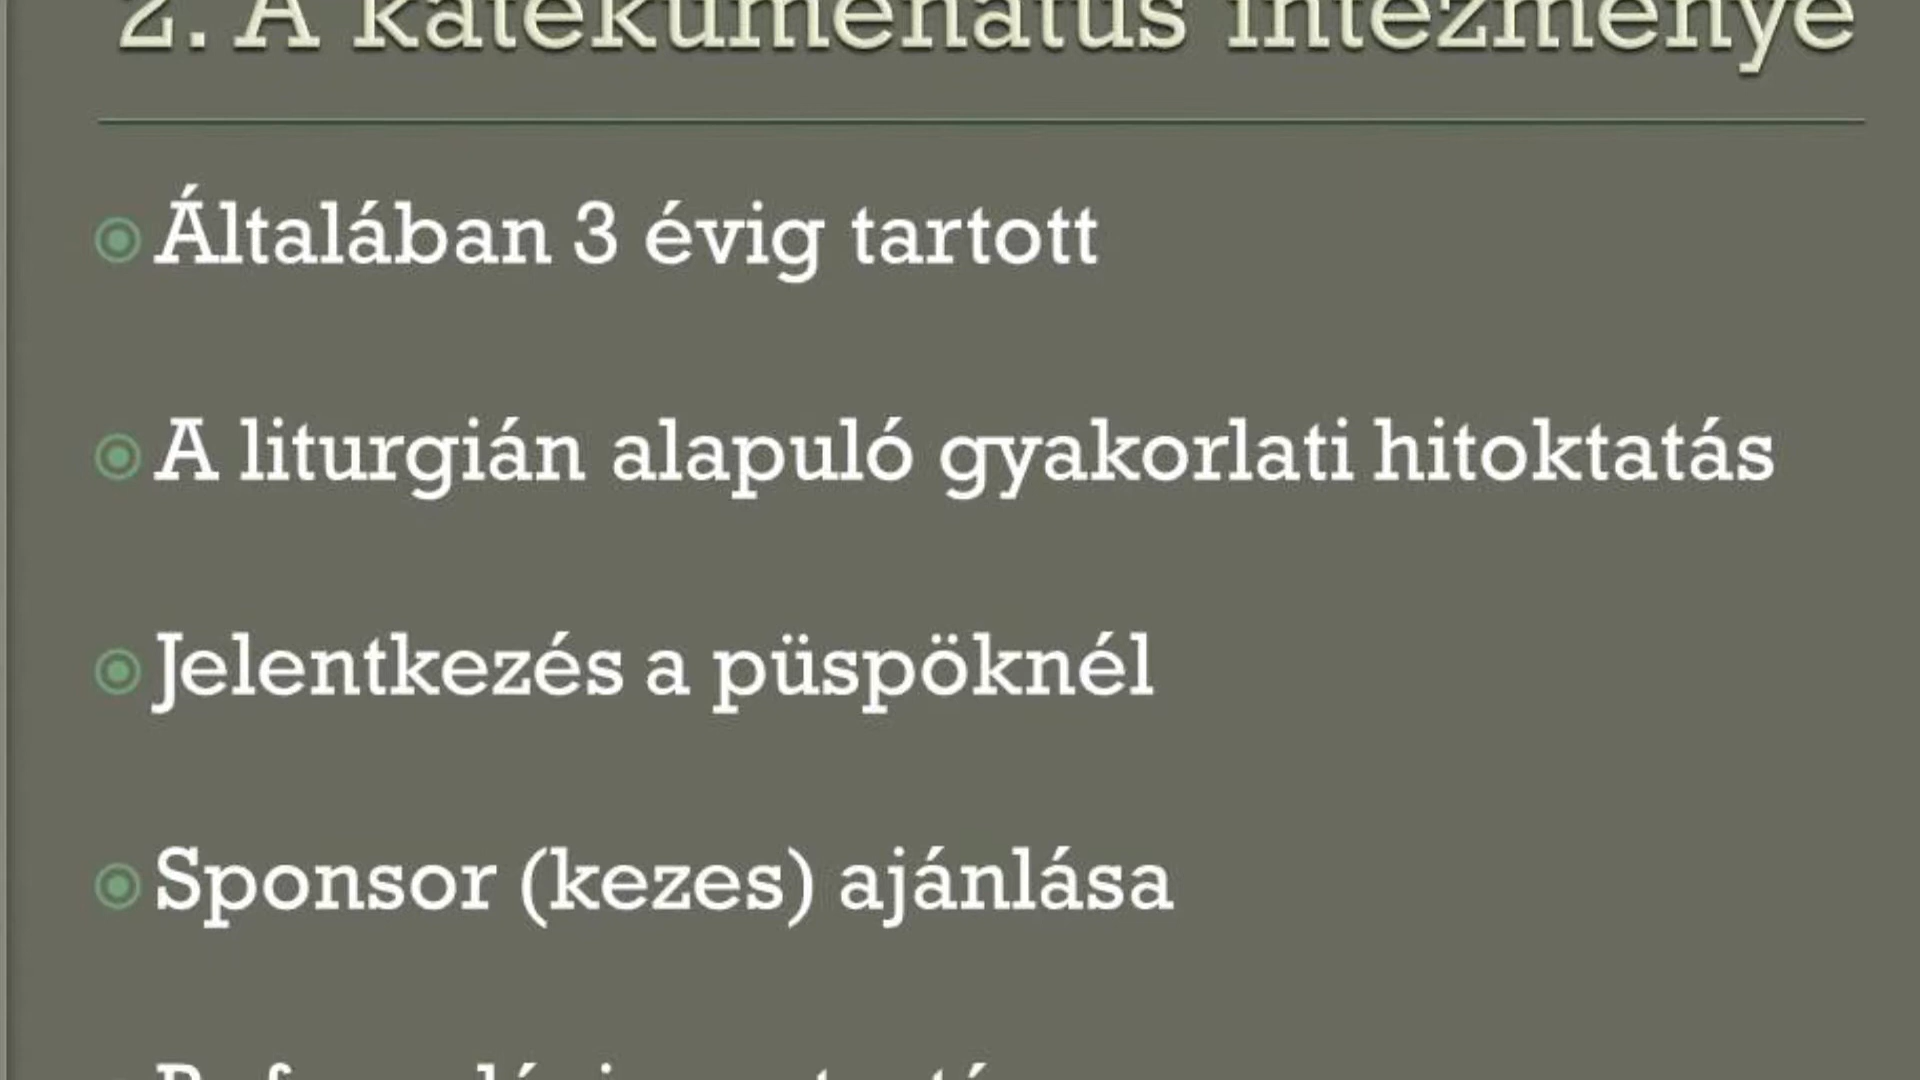 2. A katekumenátus intézménye
Általában 3 évig tartott
A liturgián alapuló gyakorlati hitoktatás
Jelentkezés a püspöknél
Sponsor (kezes) ajánlása